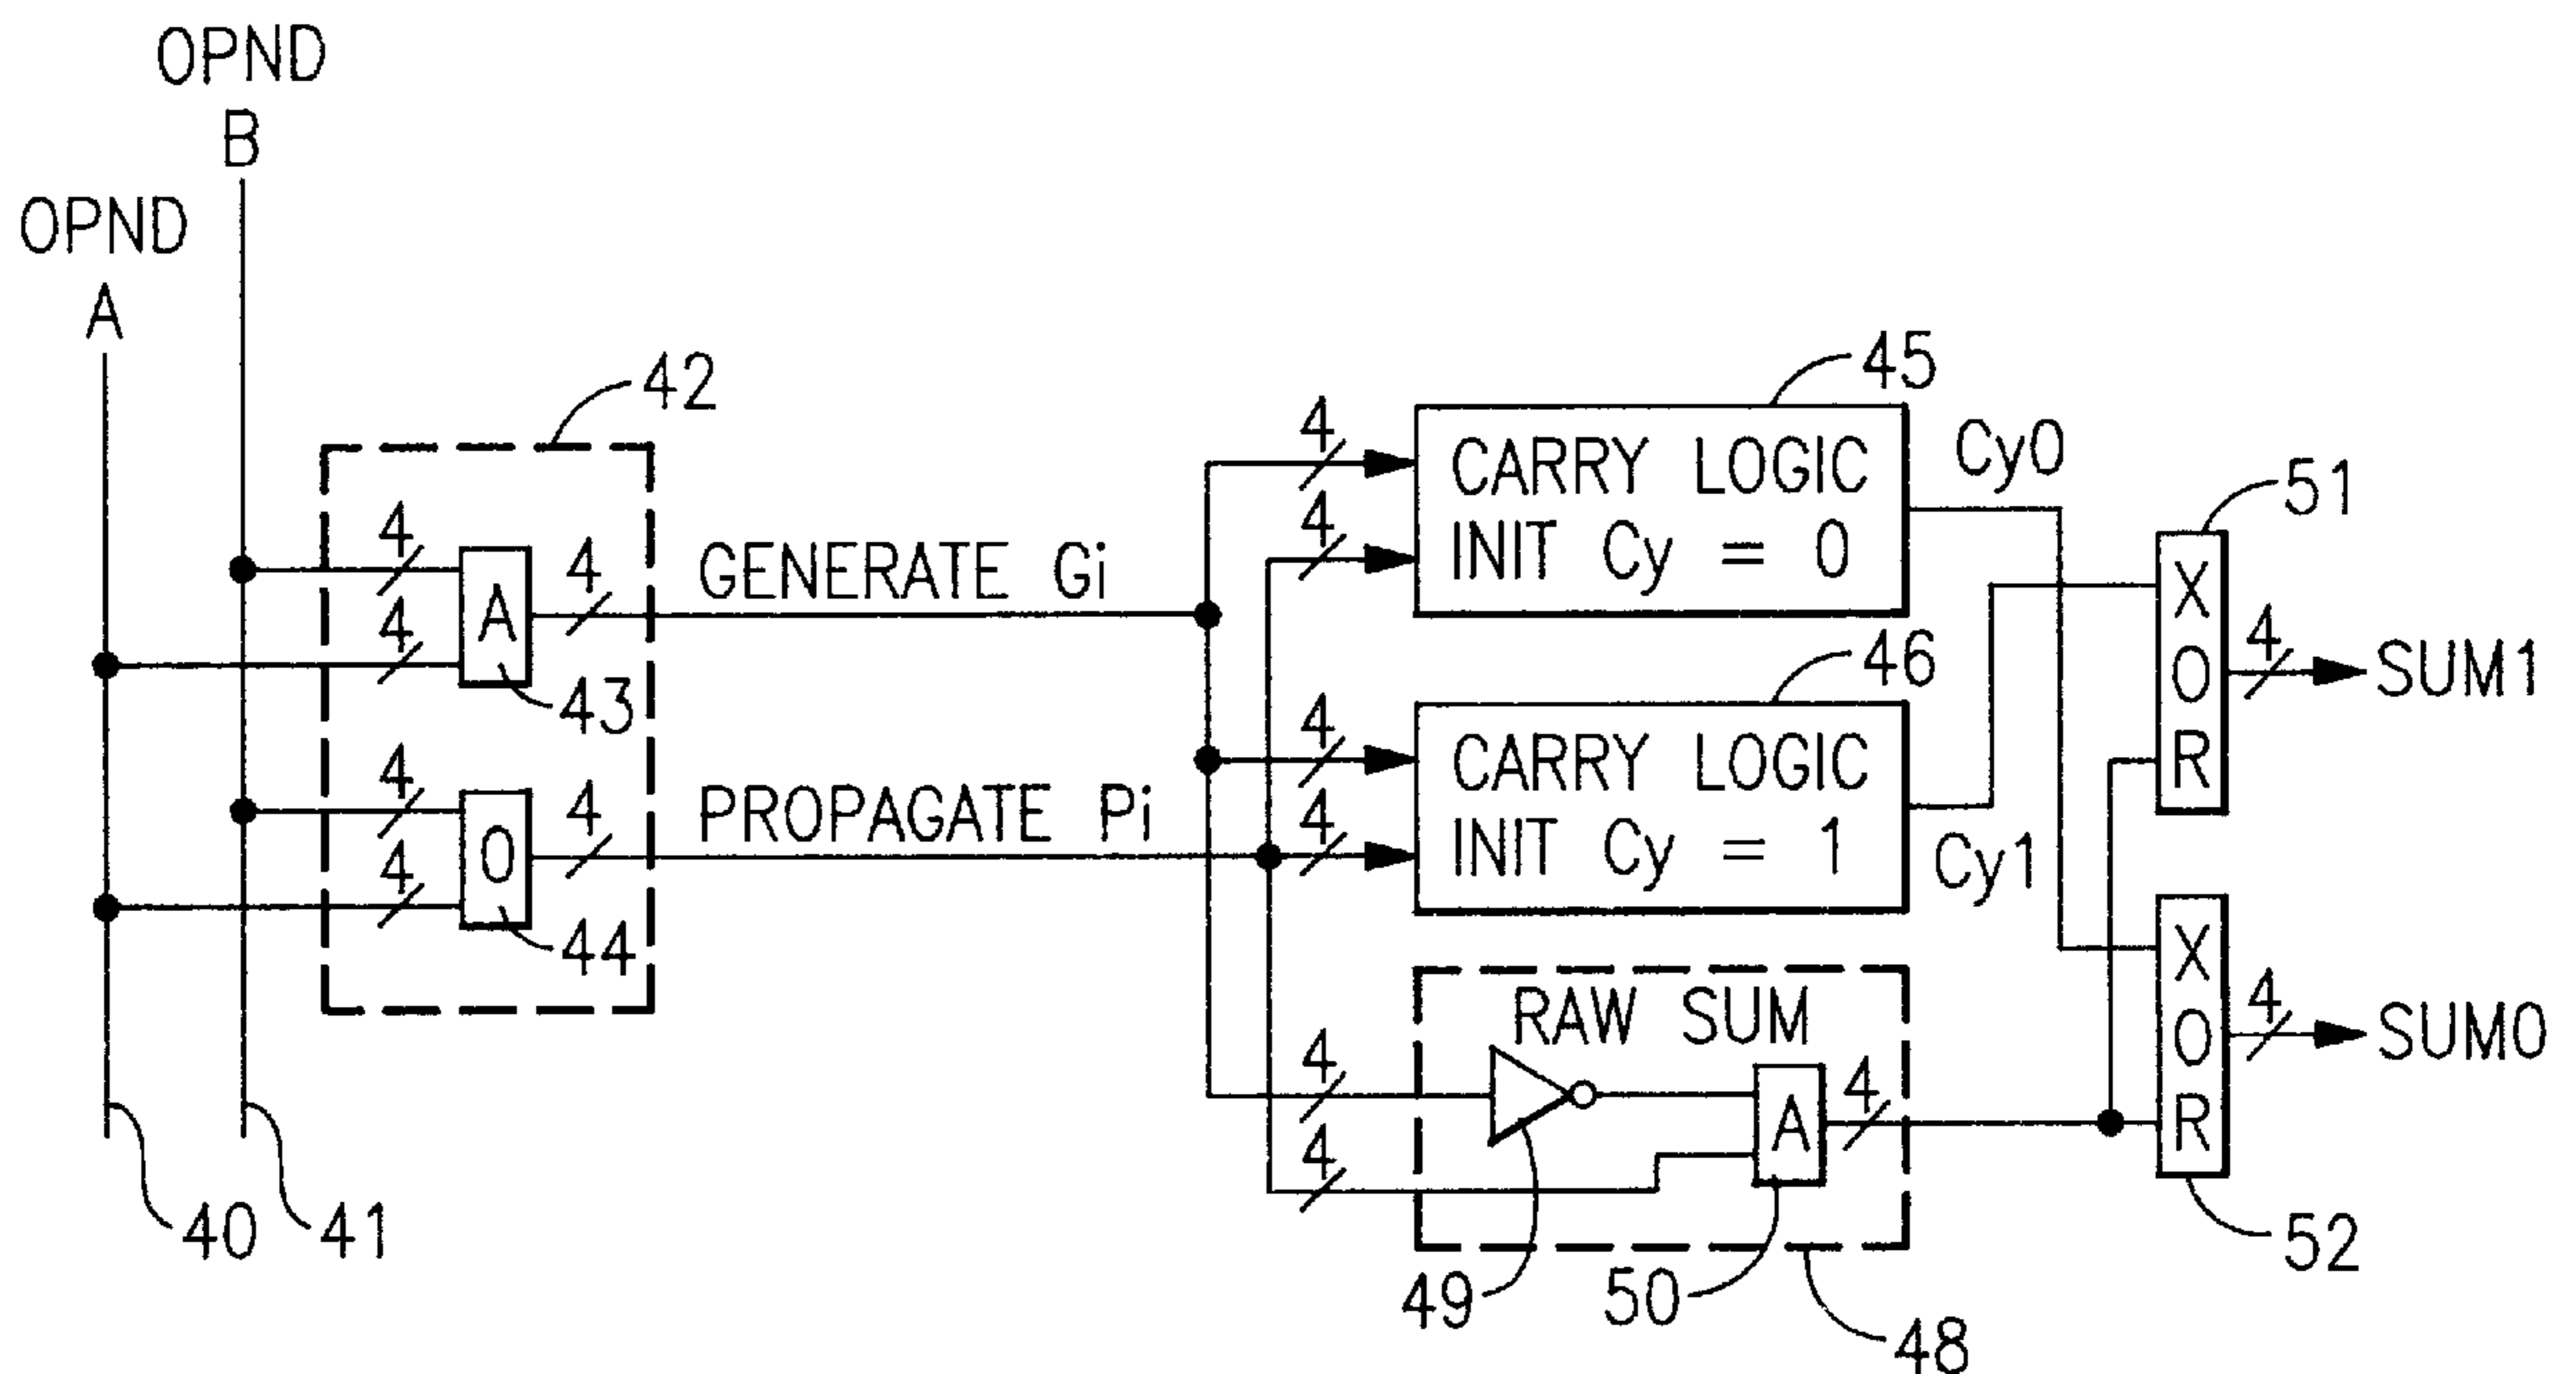 OPND
B
OPND
A
42
4
4
A
4
43
GENERATE Gi
4
4
O
4
44
PROPAGATE Pi
40
41
4
4
45
CARRY LOGIC
INIT Cy = 0
Cy0
4
4
46
CARRY LOGIC
INIT Cy = 1
Cy1
4
4
RAW SUM
A
4
49
50
48
51
X
O
R
4
SUM1
X
O
R
4
SUM0
52